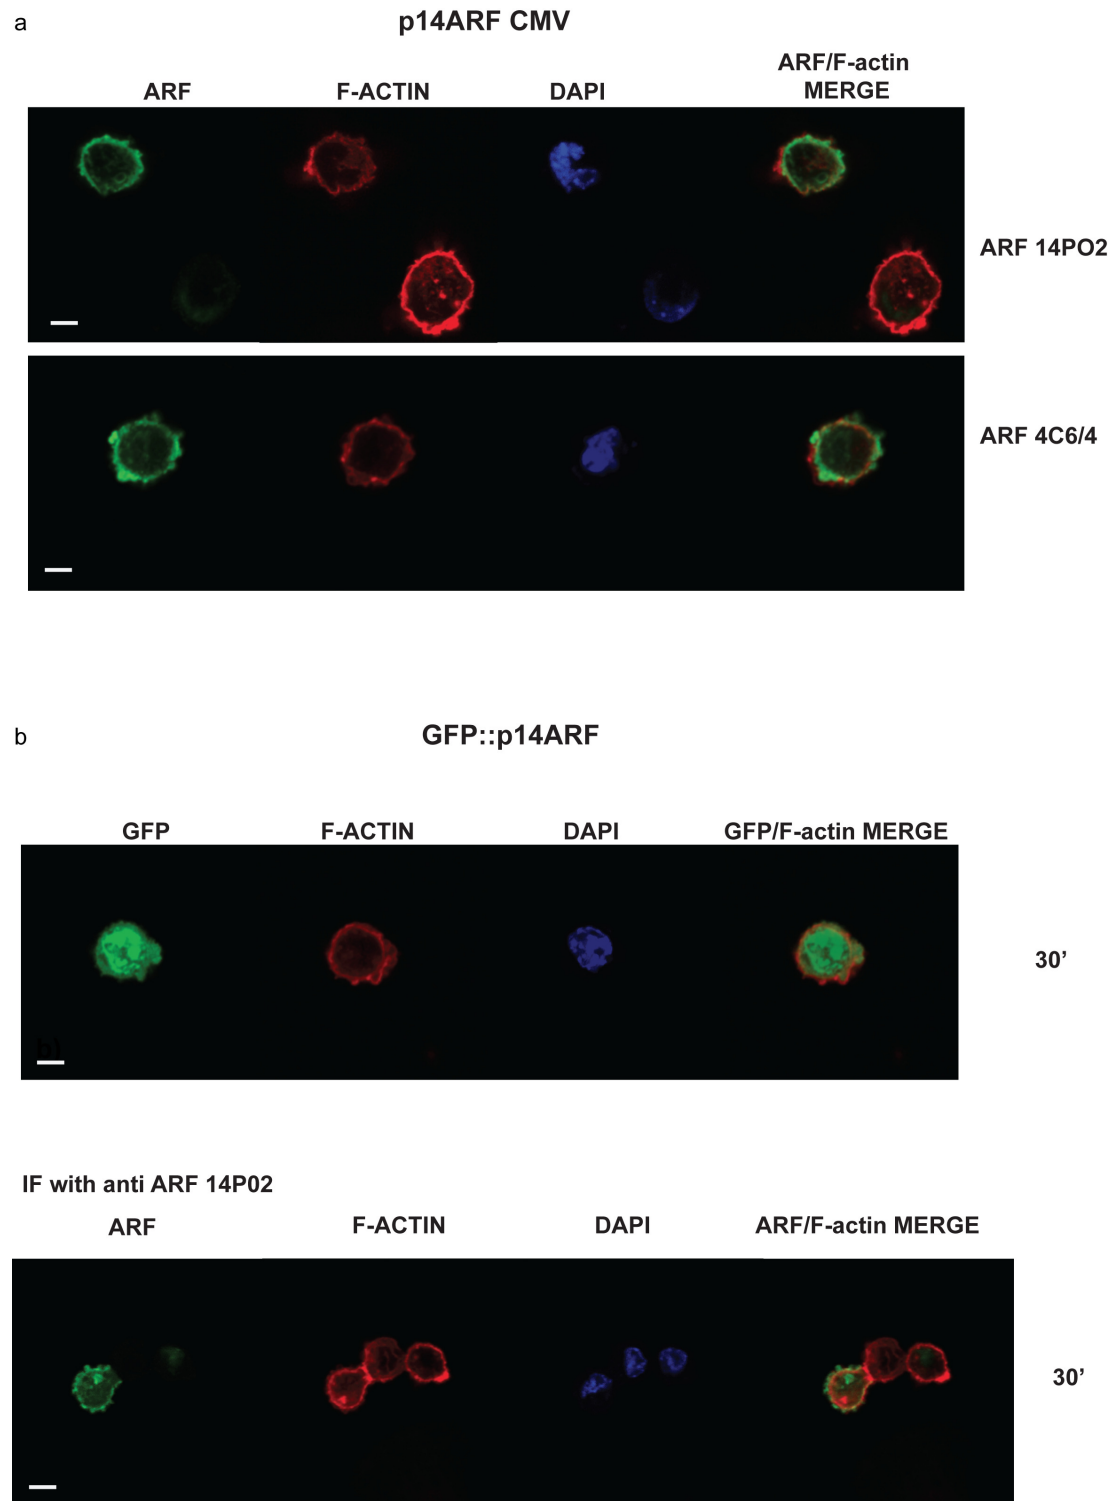 a
p14ARF CMV
ARF F-ACTIN DAPI ARF/F-actin
MERGE
ARF 14PO2
ARF 4C6/4
b
GFP::p14ARF
GFP F-ACTIN DAPI GFP/F-actin MERGE
30’
b)
IF with anti ARF 14P02
ARF F-ACTIN DAPI ARF/F-actin MERGE
30’